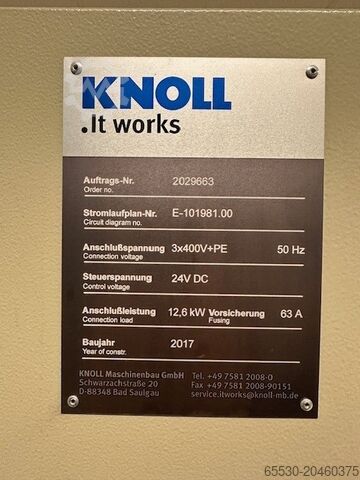 KNOLL
.It works
Auftrags-Nr. 2029663
Order no.
Stromlaufplan-Nr. E-101981.00
Circuit diagram no.
Anschlußspannung 3x400V+PE 50 Hz
Connection voltage
Steuerspannung 24V DC
Control voltage
Anschlußleistung 12,6 kW Vorsicherung 63 A
Connection load Fusing
Baujahr 2017
Year of constr.
KNOLL Maschinenbau GmbH Tel. +49 7581 2008-0
Schwarzachstraße 20 Fax +49 7581 2008-90151
D-88348 Bad Saulgau service.itworks@knoll-mb.de
65530-20460375